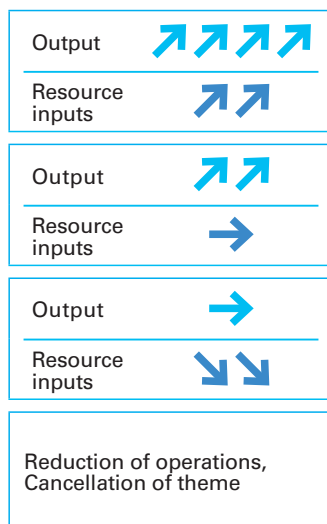 Output
Resource
inputs
Output
Resource
inputs
Output
Resource
inputs
Reduction of operations,
Cancellation of theme